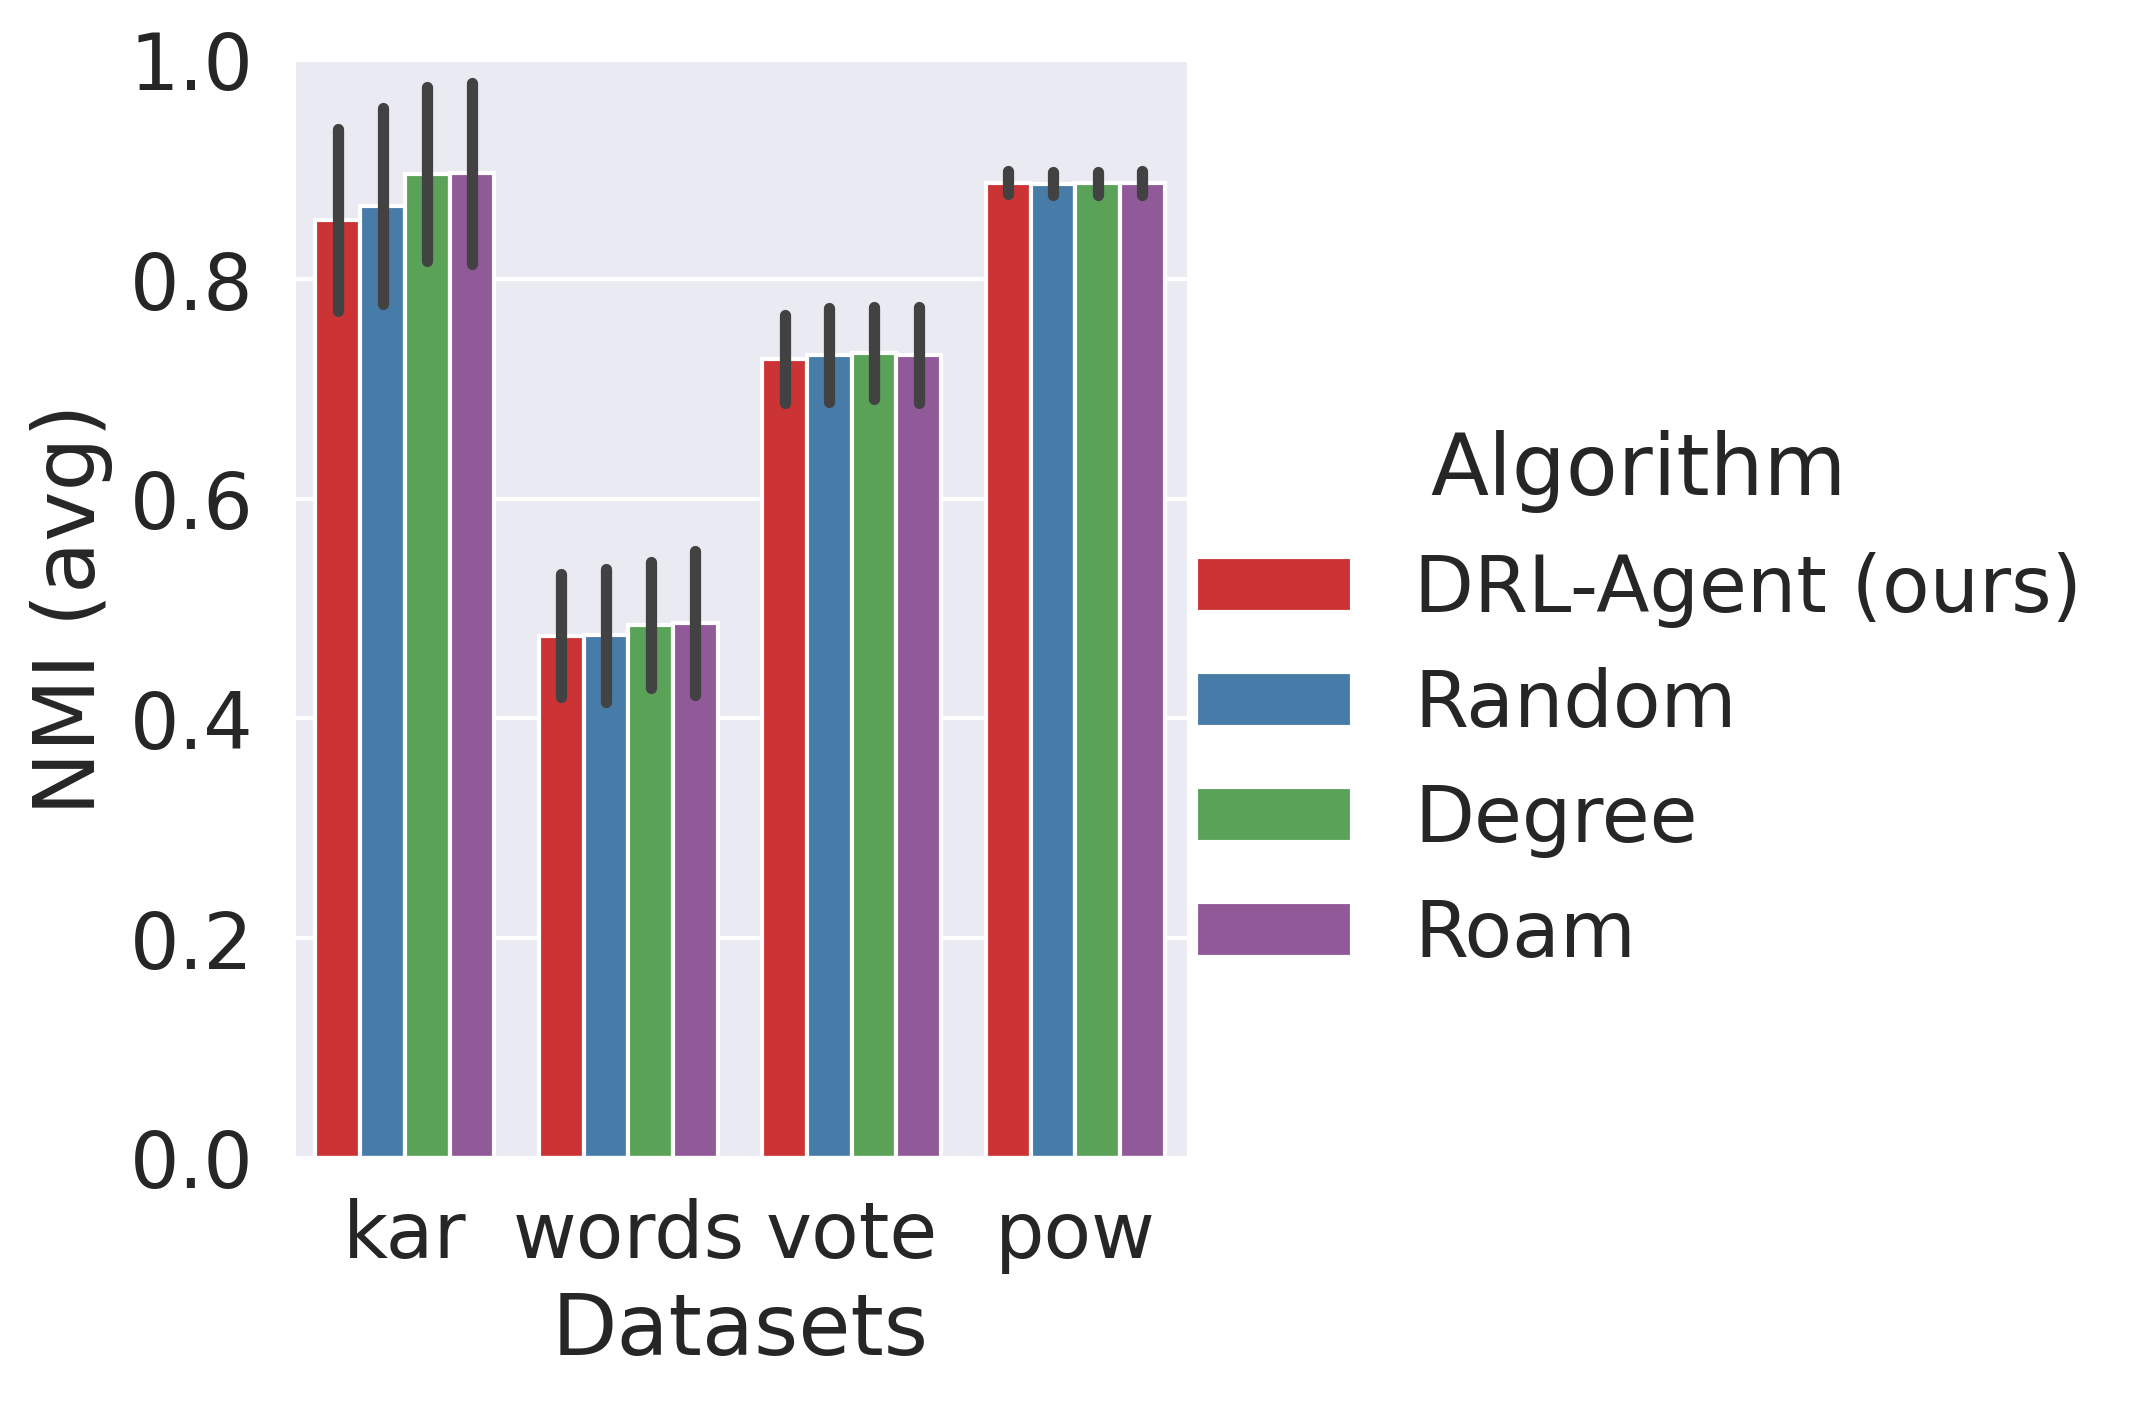 1.0
0.8
0.6
0.4
0.2
0.0
NMI (avg)
kar words vote pow
Datasets
Algorithm
DRL-Agent (ours)
Random
Degree
Roam